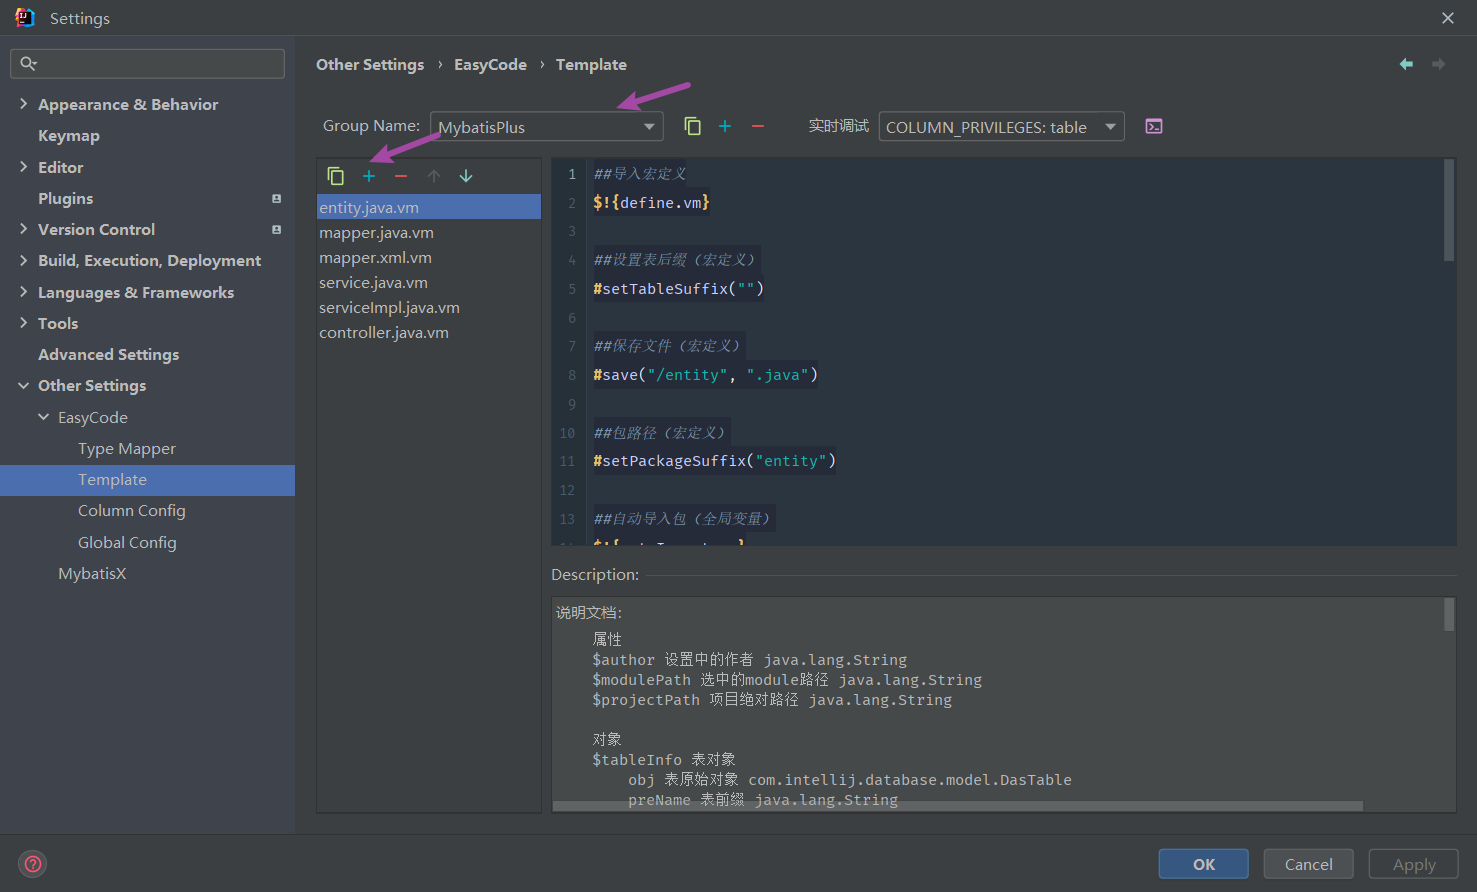 Settings
Other Settings › EasyCode › Template
Appearance & Behavior
Keymap
Editor
Plugins
Version Control
Build, Execution, Deployment
Languages & Frameworks
Tools
Advanced Settings
Other Settings
EasyCode
Type Mapper
Template
Column Config
Global Config
MybatisX
Group Name: MybatisPlus 实时调试 COLUMN_PRIVILEGES: table
entity.java.vm
mapper.java.vm
mapper.xml.vm
service.java.vm
serviceImpl.java.vm
controller.java.vm
1 ##导入宏定义
2 $!{define.vm}
3
4 ##设置表后缀（宏定义）
5 #setTableSuffix("")
6
7 ##保存文件（宏定义）
8 #save("/entity", ".java")
9
10 ##包路径（宏定义）
11 #setPackageSuffix("entity")
12
13 ##自动导入包（全局变量）
Description:
说明文档:
属性
$author 设置中的作者 java.lang.String
$modulePath 选中的module路径 java.lang.String
$projectPath 项目绝对路径 java.lang.String
对象
$tableInfo 表对象
obj 表原始对象 com.intellij.database.model.DasTable
preName 表前缀 java.lang.String
?
OK
Cancel
Apply